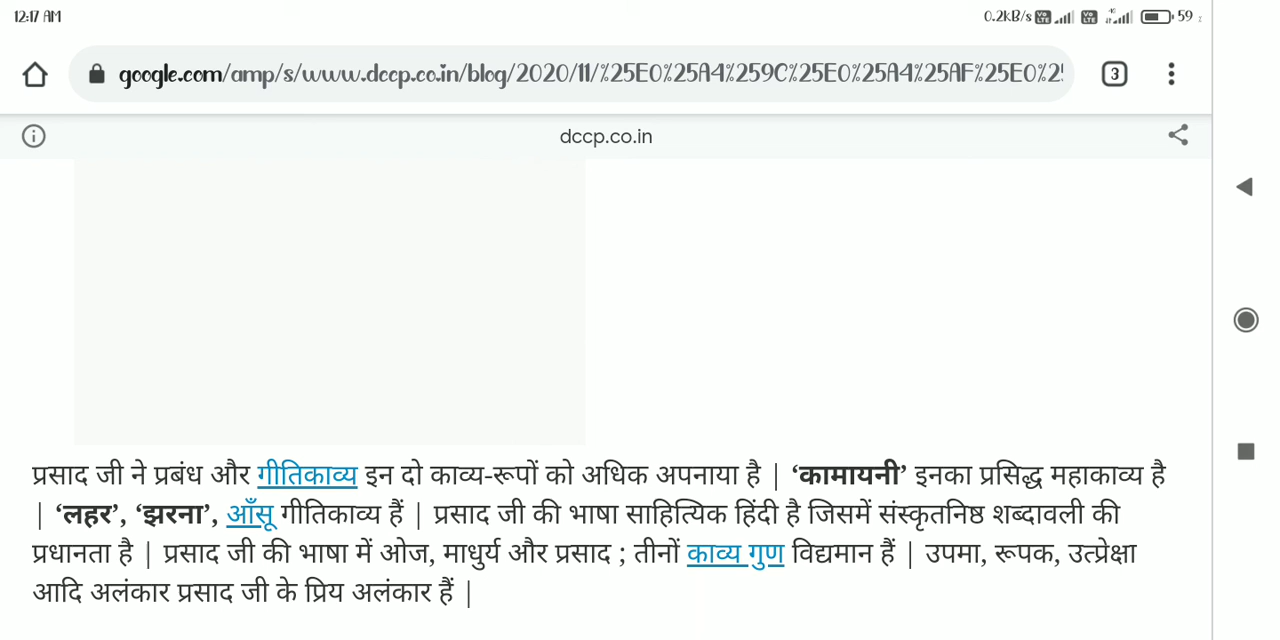 12:17 AM 0.2KB/s 59
google.com/amp/s/www.dccp.co.in/blog/2020/11/%25E0%25A4%259C%25E0%25A4%25AF%25E0%2 3
dccp.co.in
प्रसाद जी ने प्रबंध और गीतिकाव्य इन दो काव्य-रूपों को अधिक अपनाया है | ‘कामायनी’ इनका प्रसिद्ध महाकाव्य है
| ‘लहर’, ‘झरना’, आँसू गीतिकाव्य हैं | प्रसाद जी की भाषा साहित्यिक हिंदी है जिसमें संस्कृतनिष्ठ शब्दावली की
प्रधानता है | प्रसाद जी की भाषा में ओज, माधुर्य और प्रसाद ; तीनों काव्य गुण विद्यमान हैं | उपमा, रूपक, उत्प्रेक्षा
आदि अलंकार प्रसाद जी के प्रिय अलंकार हैं |